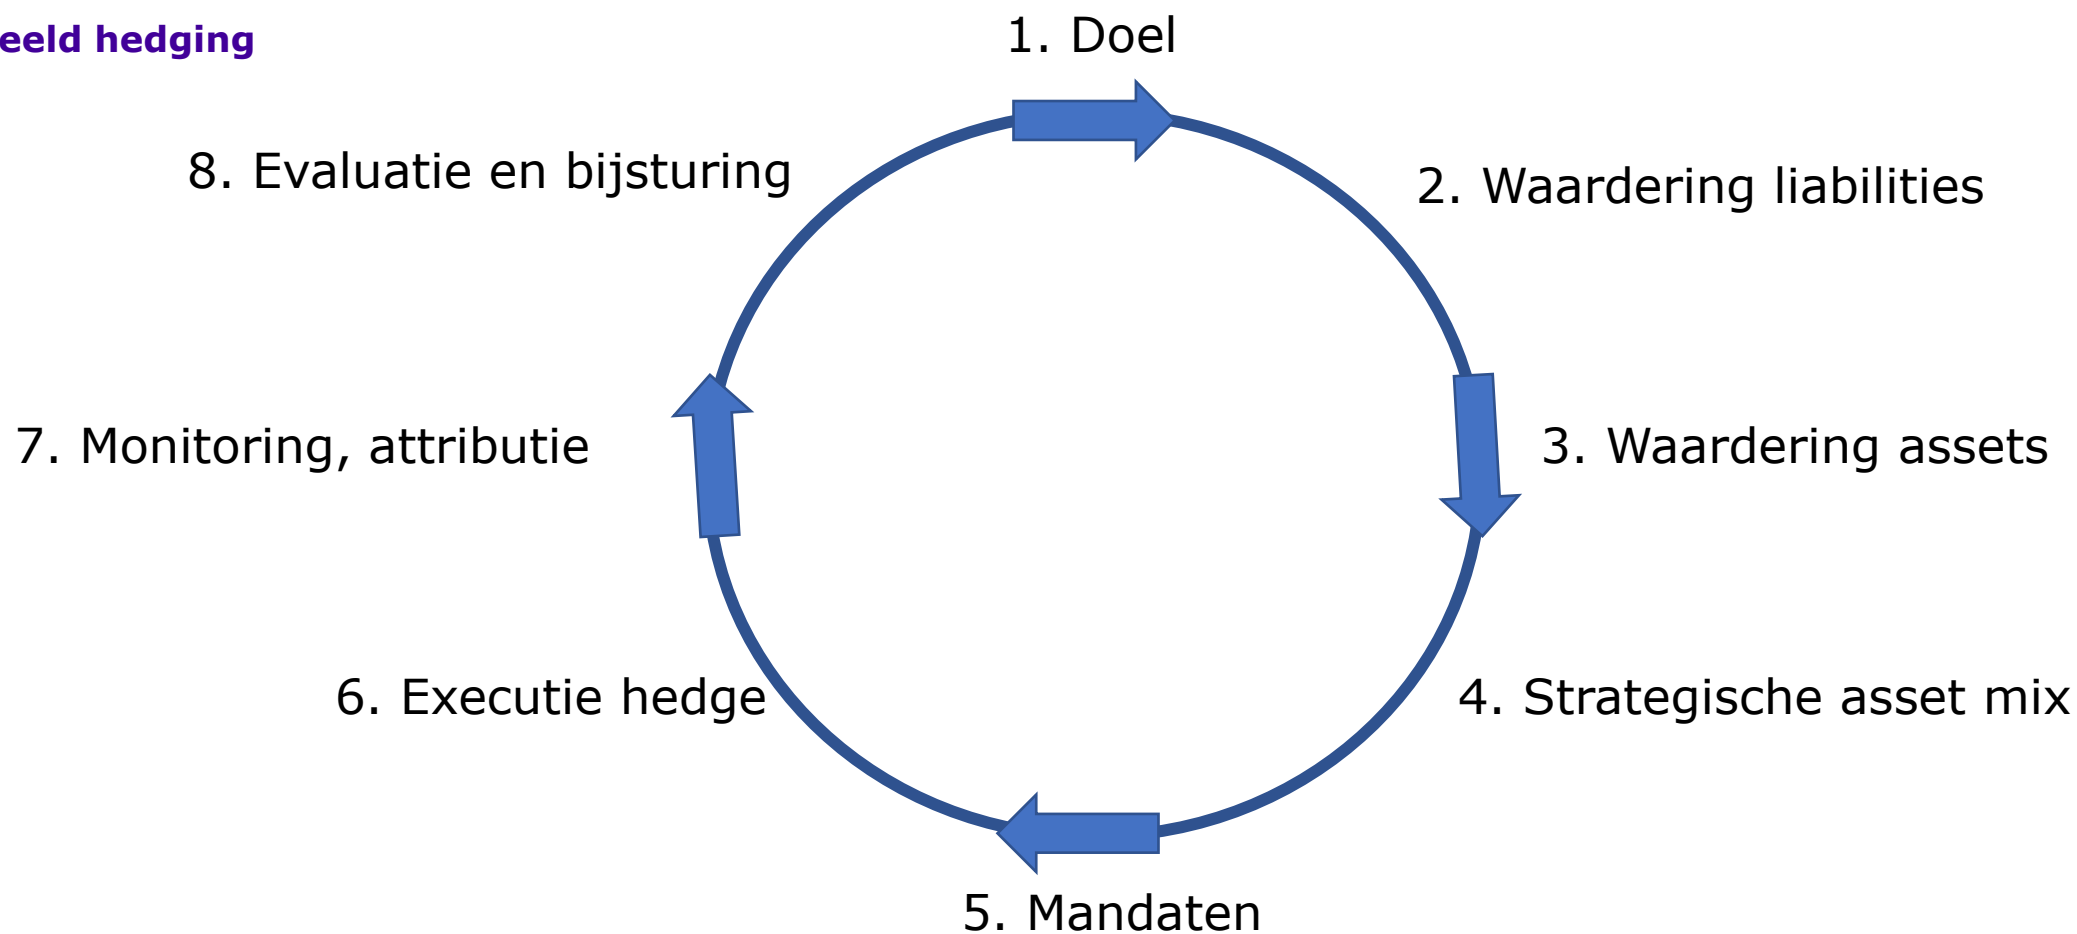 eeld hedging
1. Doel
2. Waardering liabilities
3. Waardering assets
4. Strategische asset mix
5. Mandaten
6. Executie hedge
7. Monitoring, attributie
8. Evaluatie en bijsturing